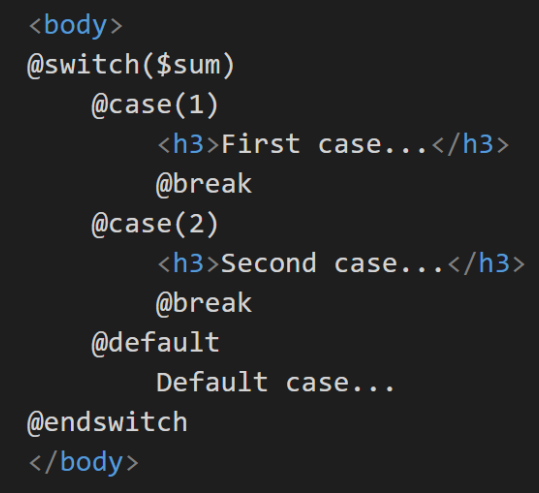 <body>
@switch($sum)
    @case(1)
        <h3>First case...</h3>
        @break
    @case(2)
        <h3>Second case...</h3>
        @break
    @default
        Default case...
@endswitch
</body>